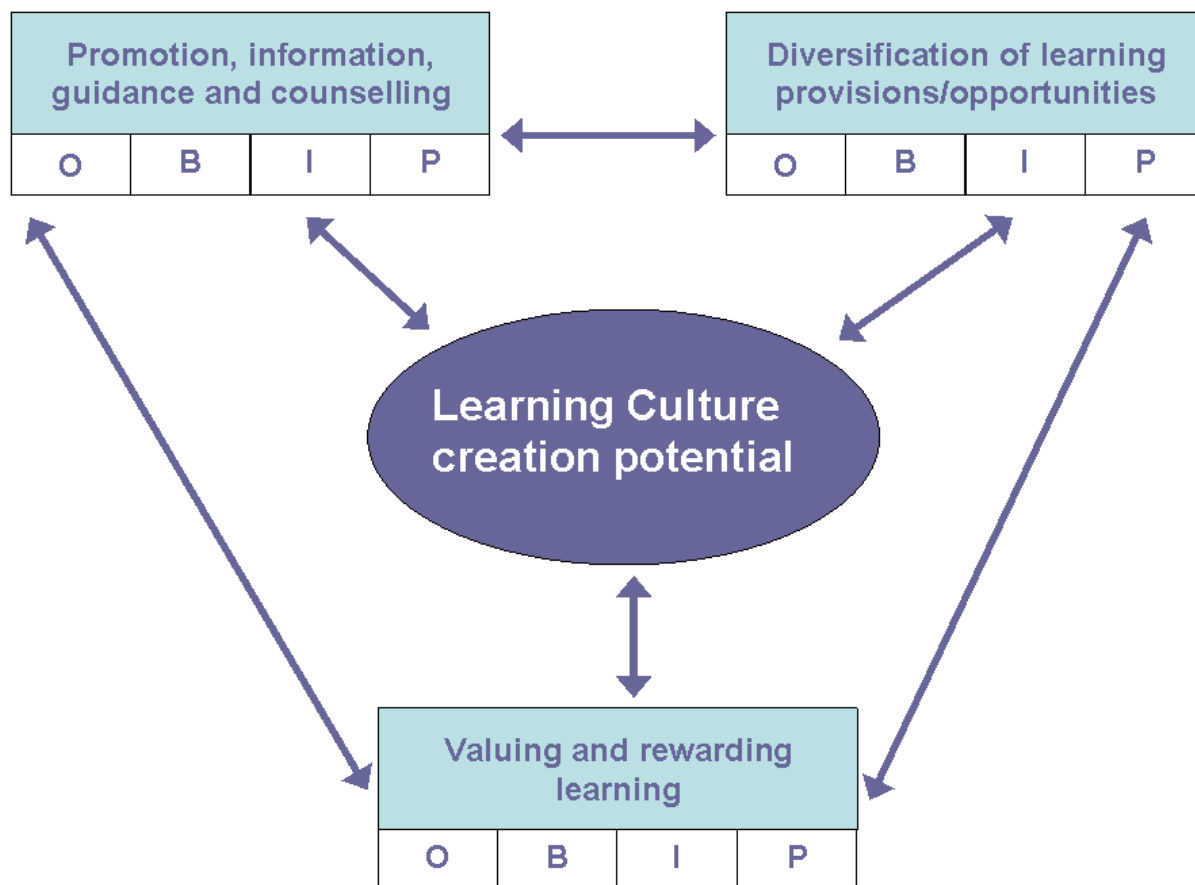 Promotion, information,
guidance and counselling
O B I P
Diversification of learning
provisions/opportunities
O B I P
Learning Culture
creation potential
Valuing and rewarding
learning
O B I P